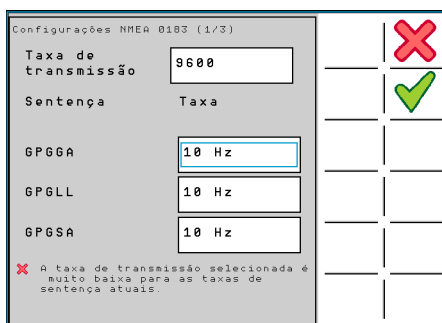 Configurações NMEA 0183 (1/3)
Taxa de
transmissão
9600
Sentença Taxa
GPGGA 10 Hz
GPGLL 10 Hz
GPGSA 10 Hz
A taxa de transmissão selecionada é
muito baixa para as taxas de
sentença atuais.